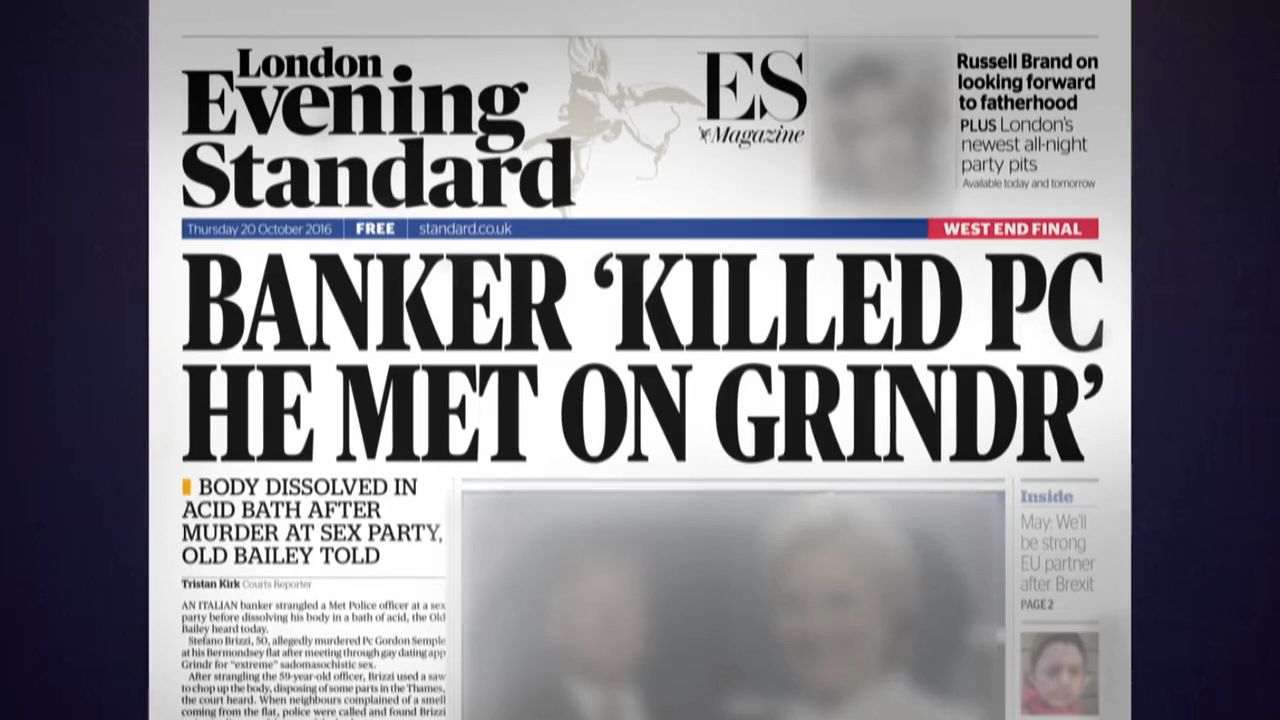 London
Evening
Standard
ES
Magazine
Russell Brand on
looking forward
to fatherhood
PLUS London's
newest all-night
party pits
Available today and tomorrow
Thursday 20 October 2016 FREE standard.co.uk WEST END FINAL
BANKER ‘KILLED PC
HE MET ON GRINDR’
BODY DISSOLVED IN
ACID BATH AFTER
MURDER AT SEX PARTY,
OLD BAILEY TOLD
Tristan Kirk Courts Reporter
AN ITALIAN banker strangled a Met Police officer at a sex
party before dissolving his body in a bath of acid, the Old
Bailey heard today.
Stefano Brizzi, 50, allegedly murdered Pc Gordon Semple
at his Bermondsey flat after meeting through gay dating app
Grindr for “extreme” sadomasochistic sex.
After strangling the 59-year-old officer, Brizzi used a saw
to chop up the body, disposing of some parts in the Thames,
the court heard. When neighbours complained of a smell
coming from the flat, police were called and found Brizzi
Inside
May: We'll
be strong
EU partner
after Brexit
PAGE 2